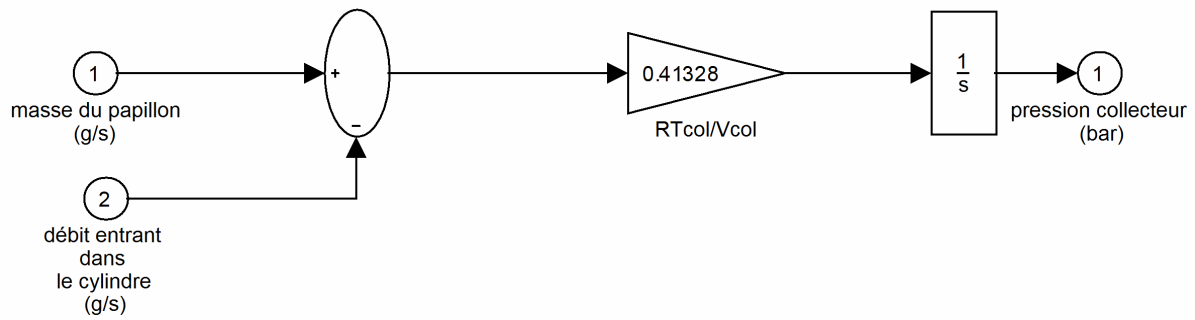 1
masse du papillon
(g/s)
+
−
2
débit entrant
dans
le cylindre
(g/s)
0.41328
RTcol/Vcol
1
s
1
pression collecteur
(bar)